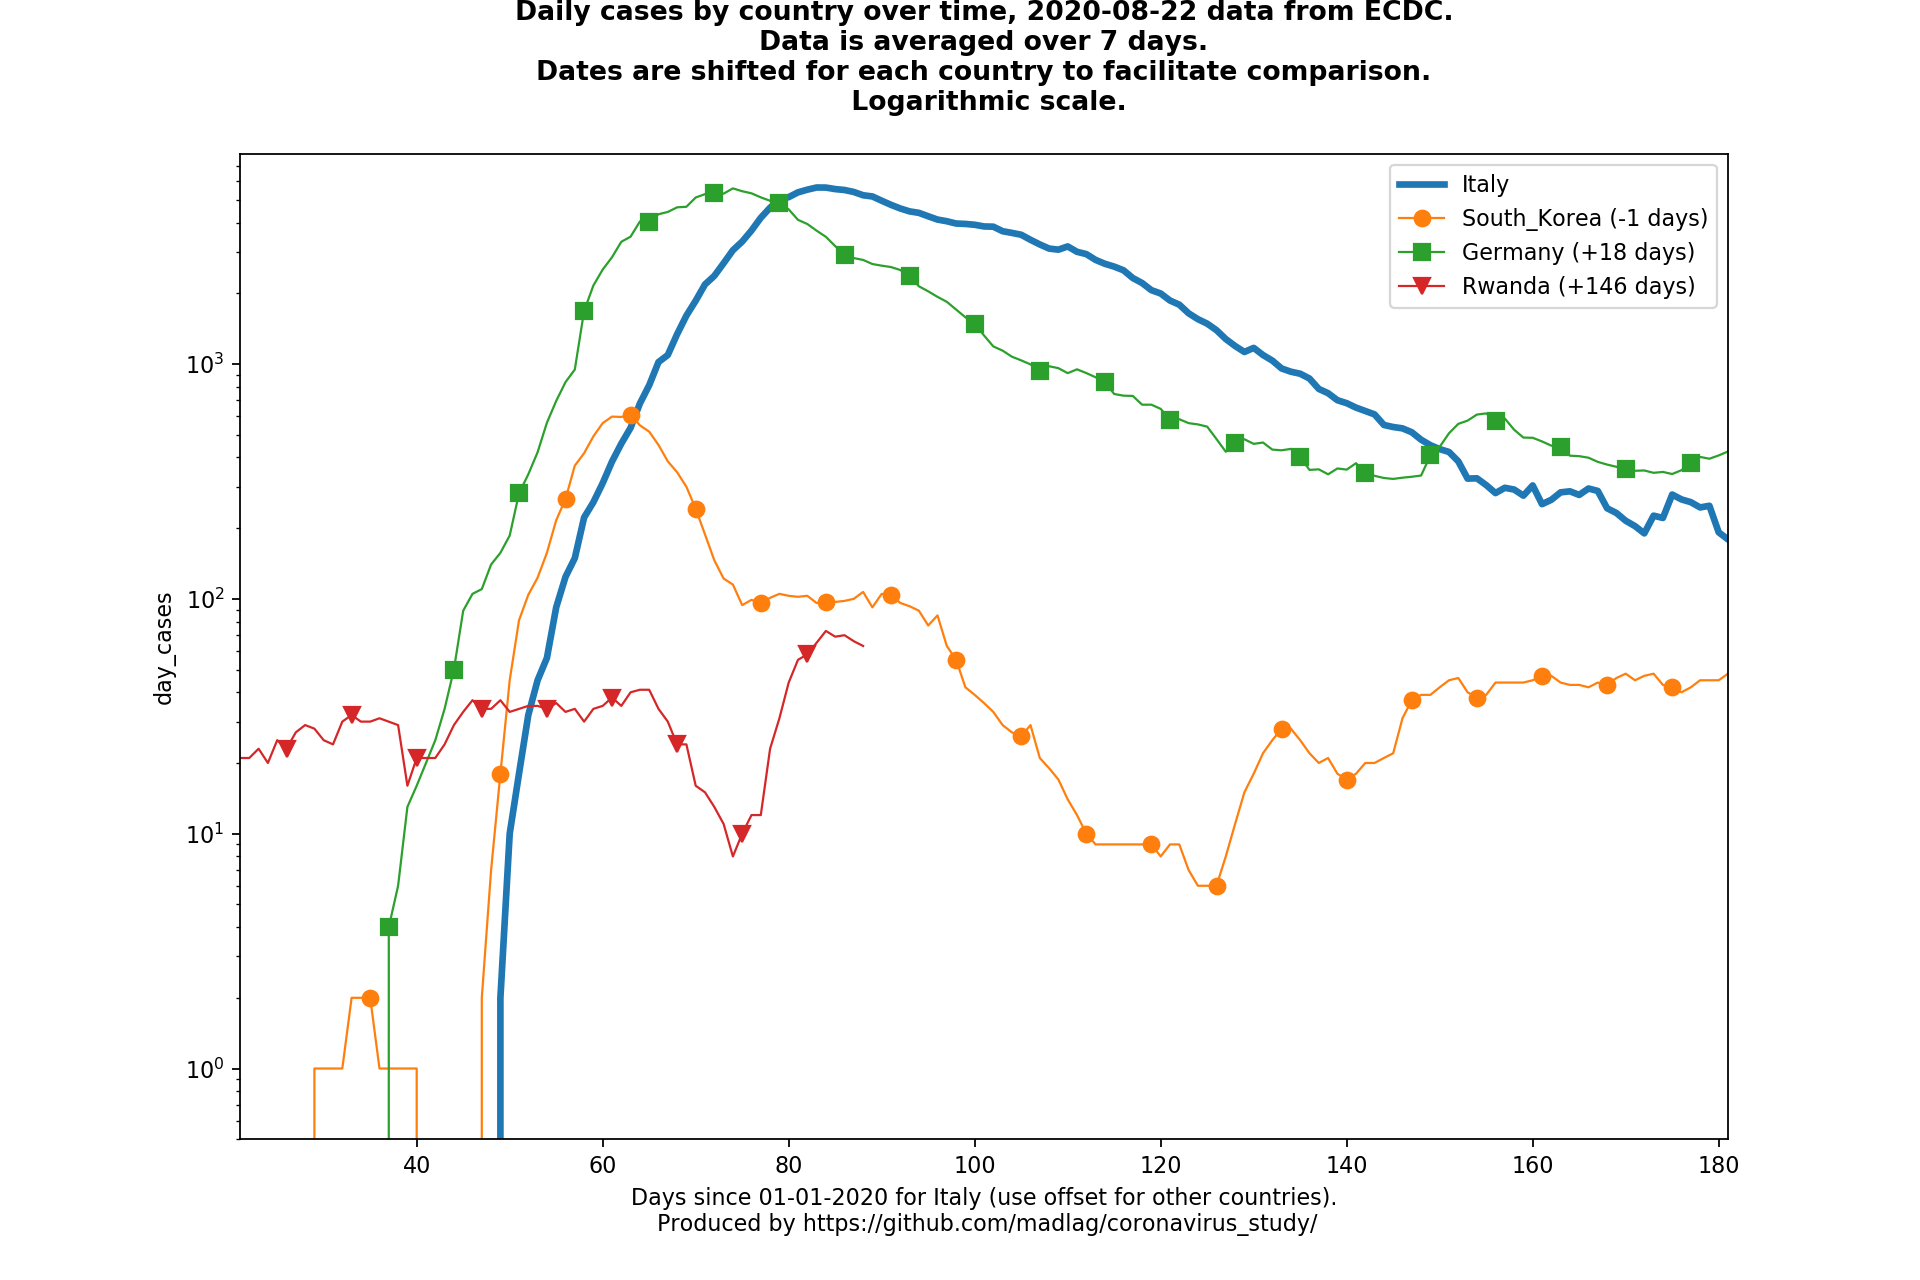 Daily cases by country over time, 2020-08-22 data from ECDC.
Data is averaged over 7 days.
Dates are shifted for each country to facilitate comparison.
Logarithmic scale.
Italy
South_Korea (-1 days)
Germany (+18 days)
Rwanda (+146 days)
day_cases
10³
10²
10¹
10⁰
40 60 80 100 120 140 160 180
Days since 01-01-2020 for Italy (use offset for other countries).
Produced by https://github.com/madlag/coronavirus_study/